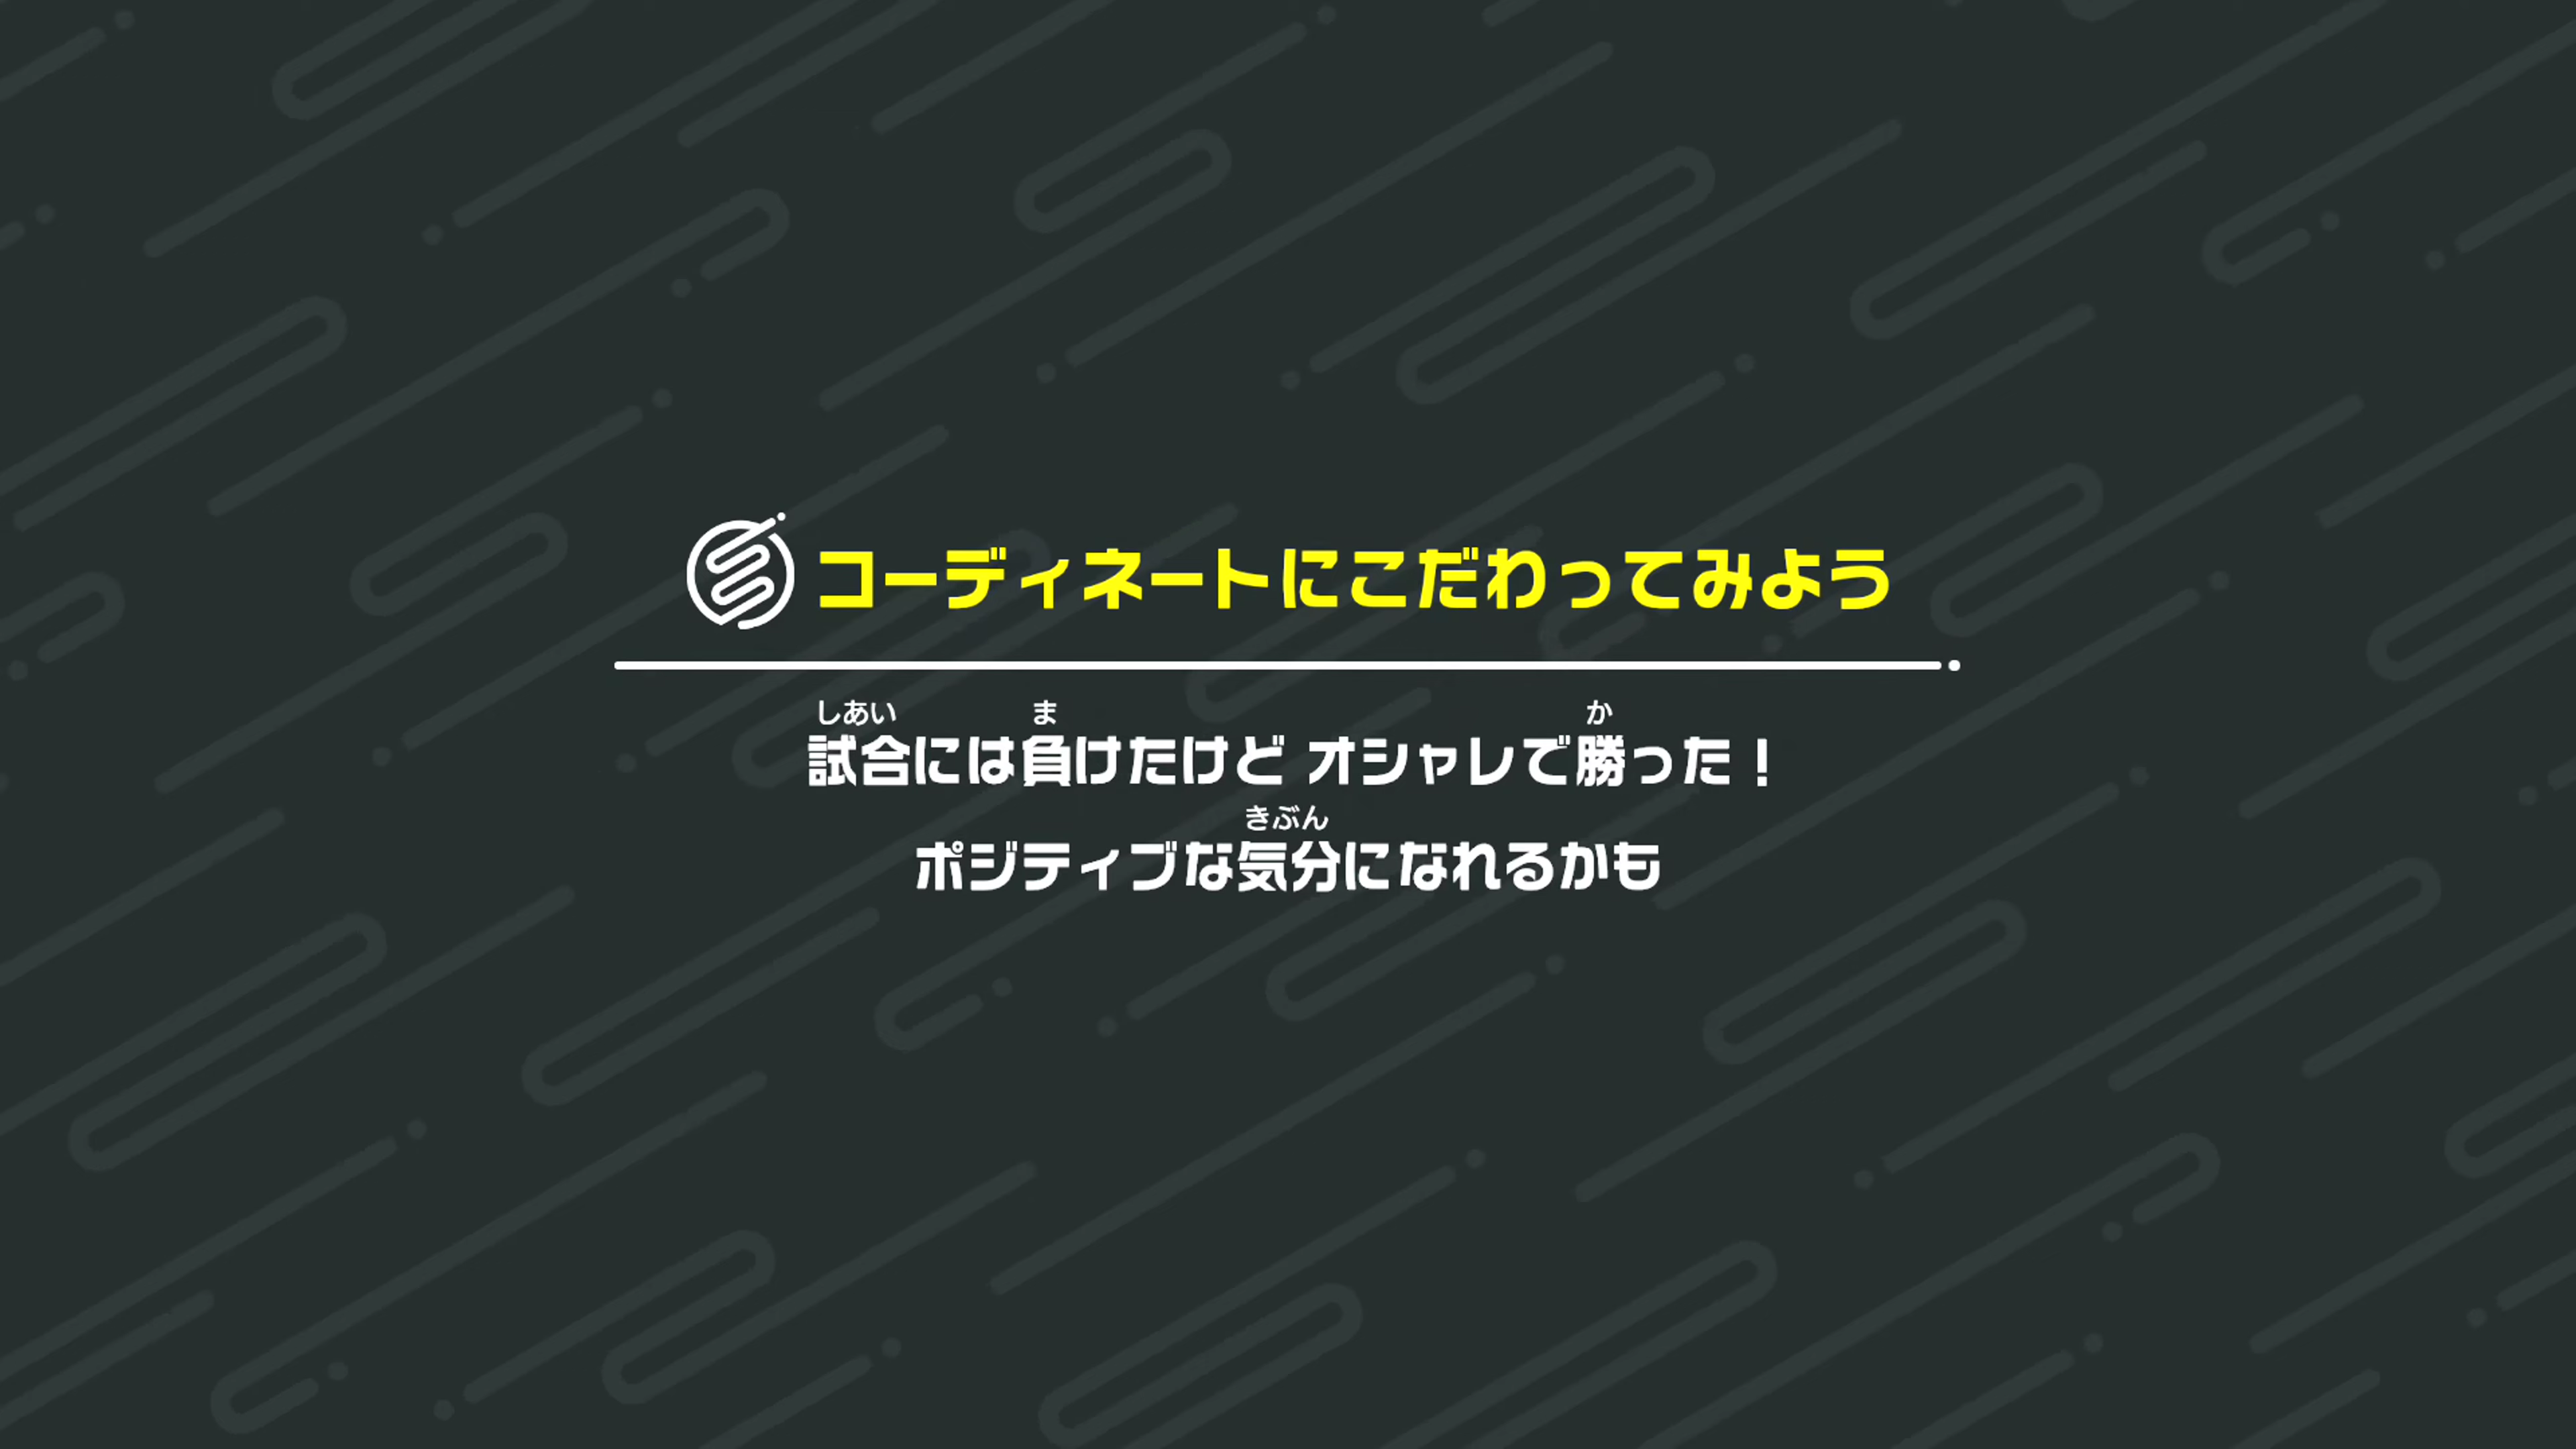 コーディネートにこだわってみよう
しあい ま か
試合には負けたけど オシャレで勝った！
きぶん
ポジティブな気分になれるかも